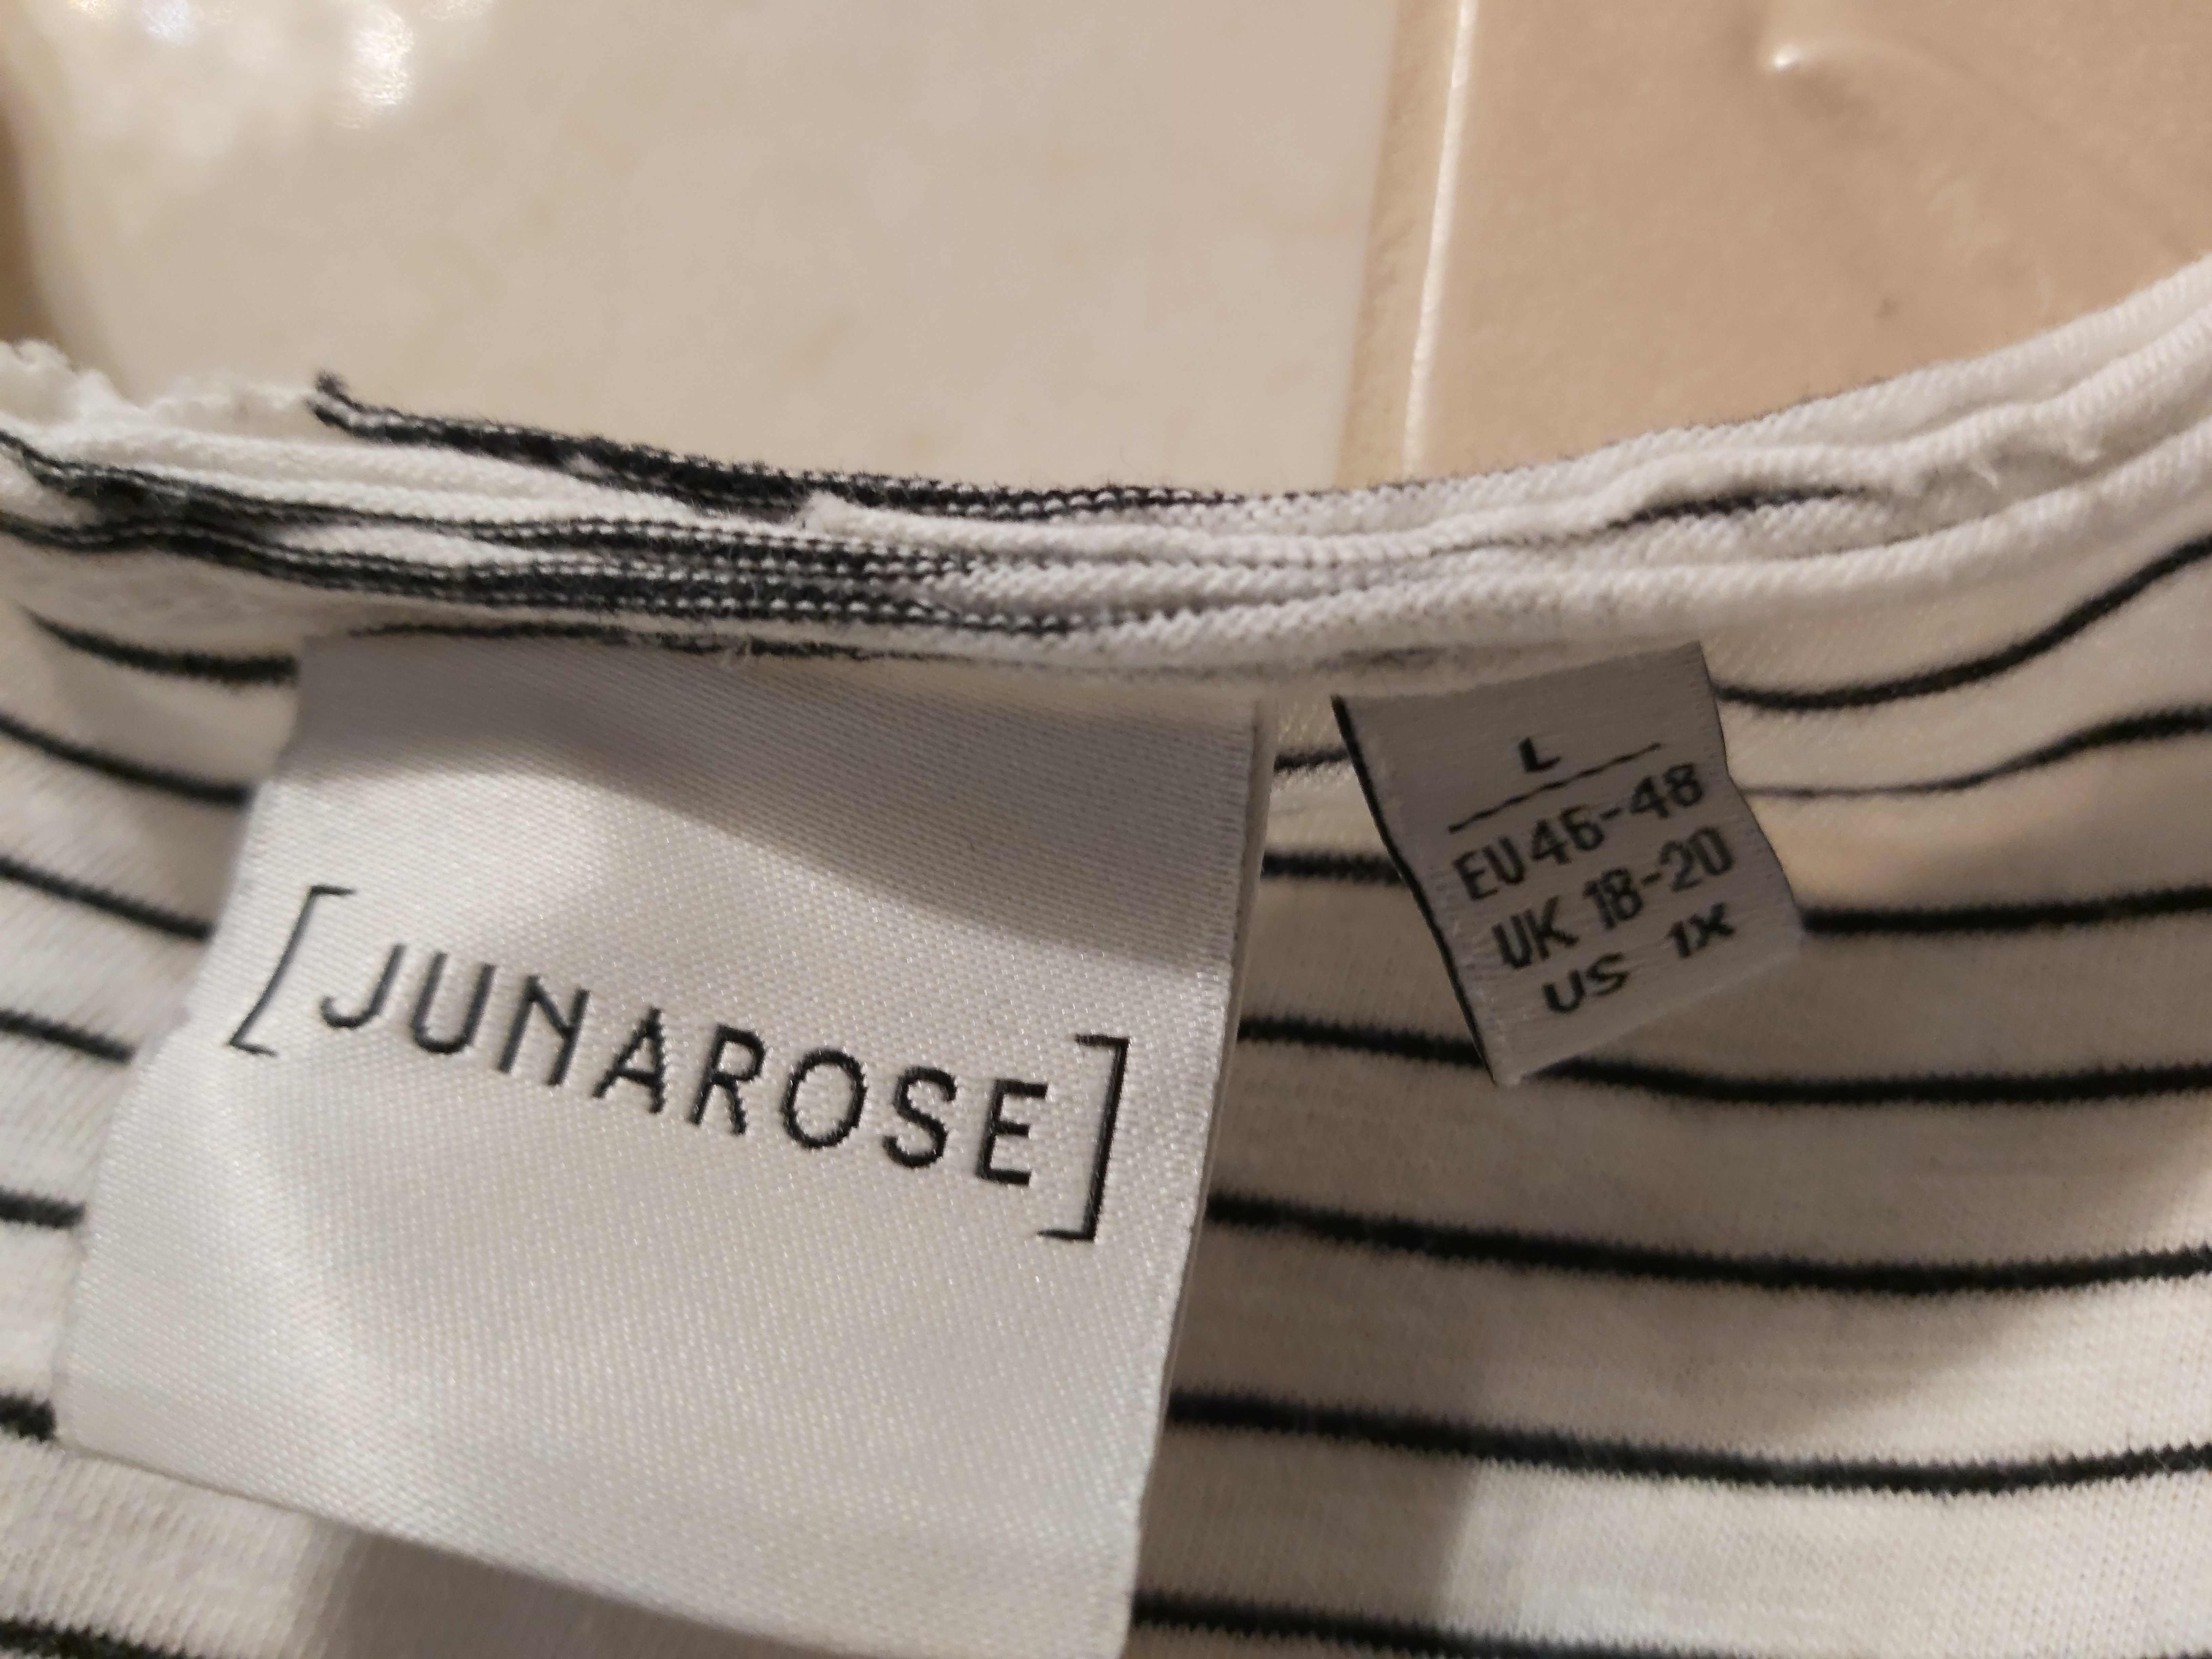 [JUNAROSE]
L
EU 46-48
UK 18-20
US 1X